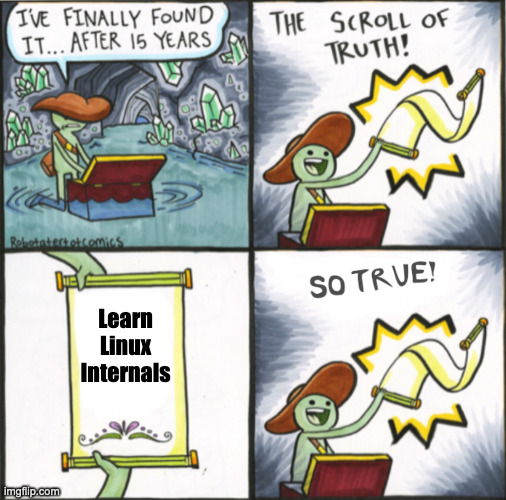 I'VE FINALLY FOUND
IT... AFTER 15 YEARS
THE SCROLL OF
TRUTH!
Robotatertotcomics
Learn
Linux
Internals
SO TRUE!
imgflip.com